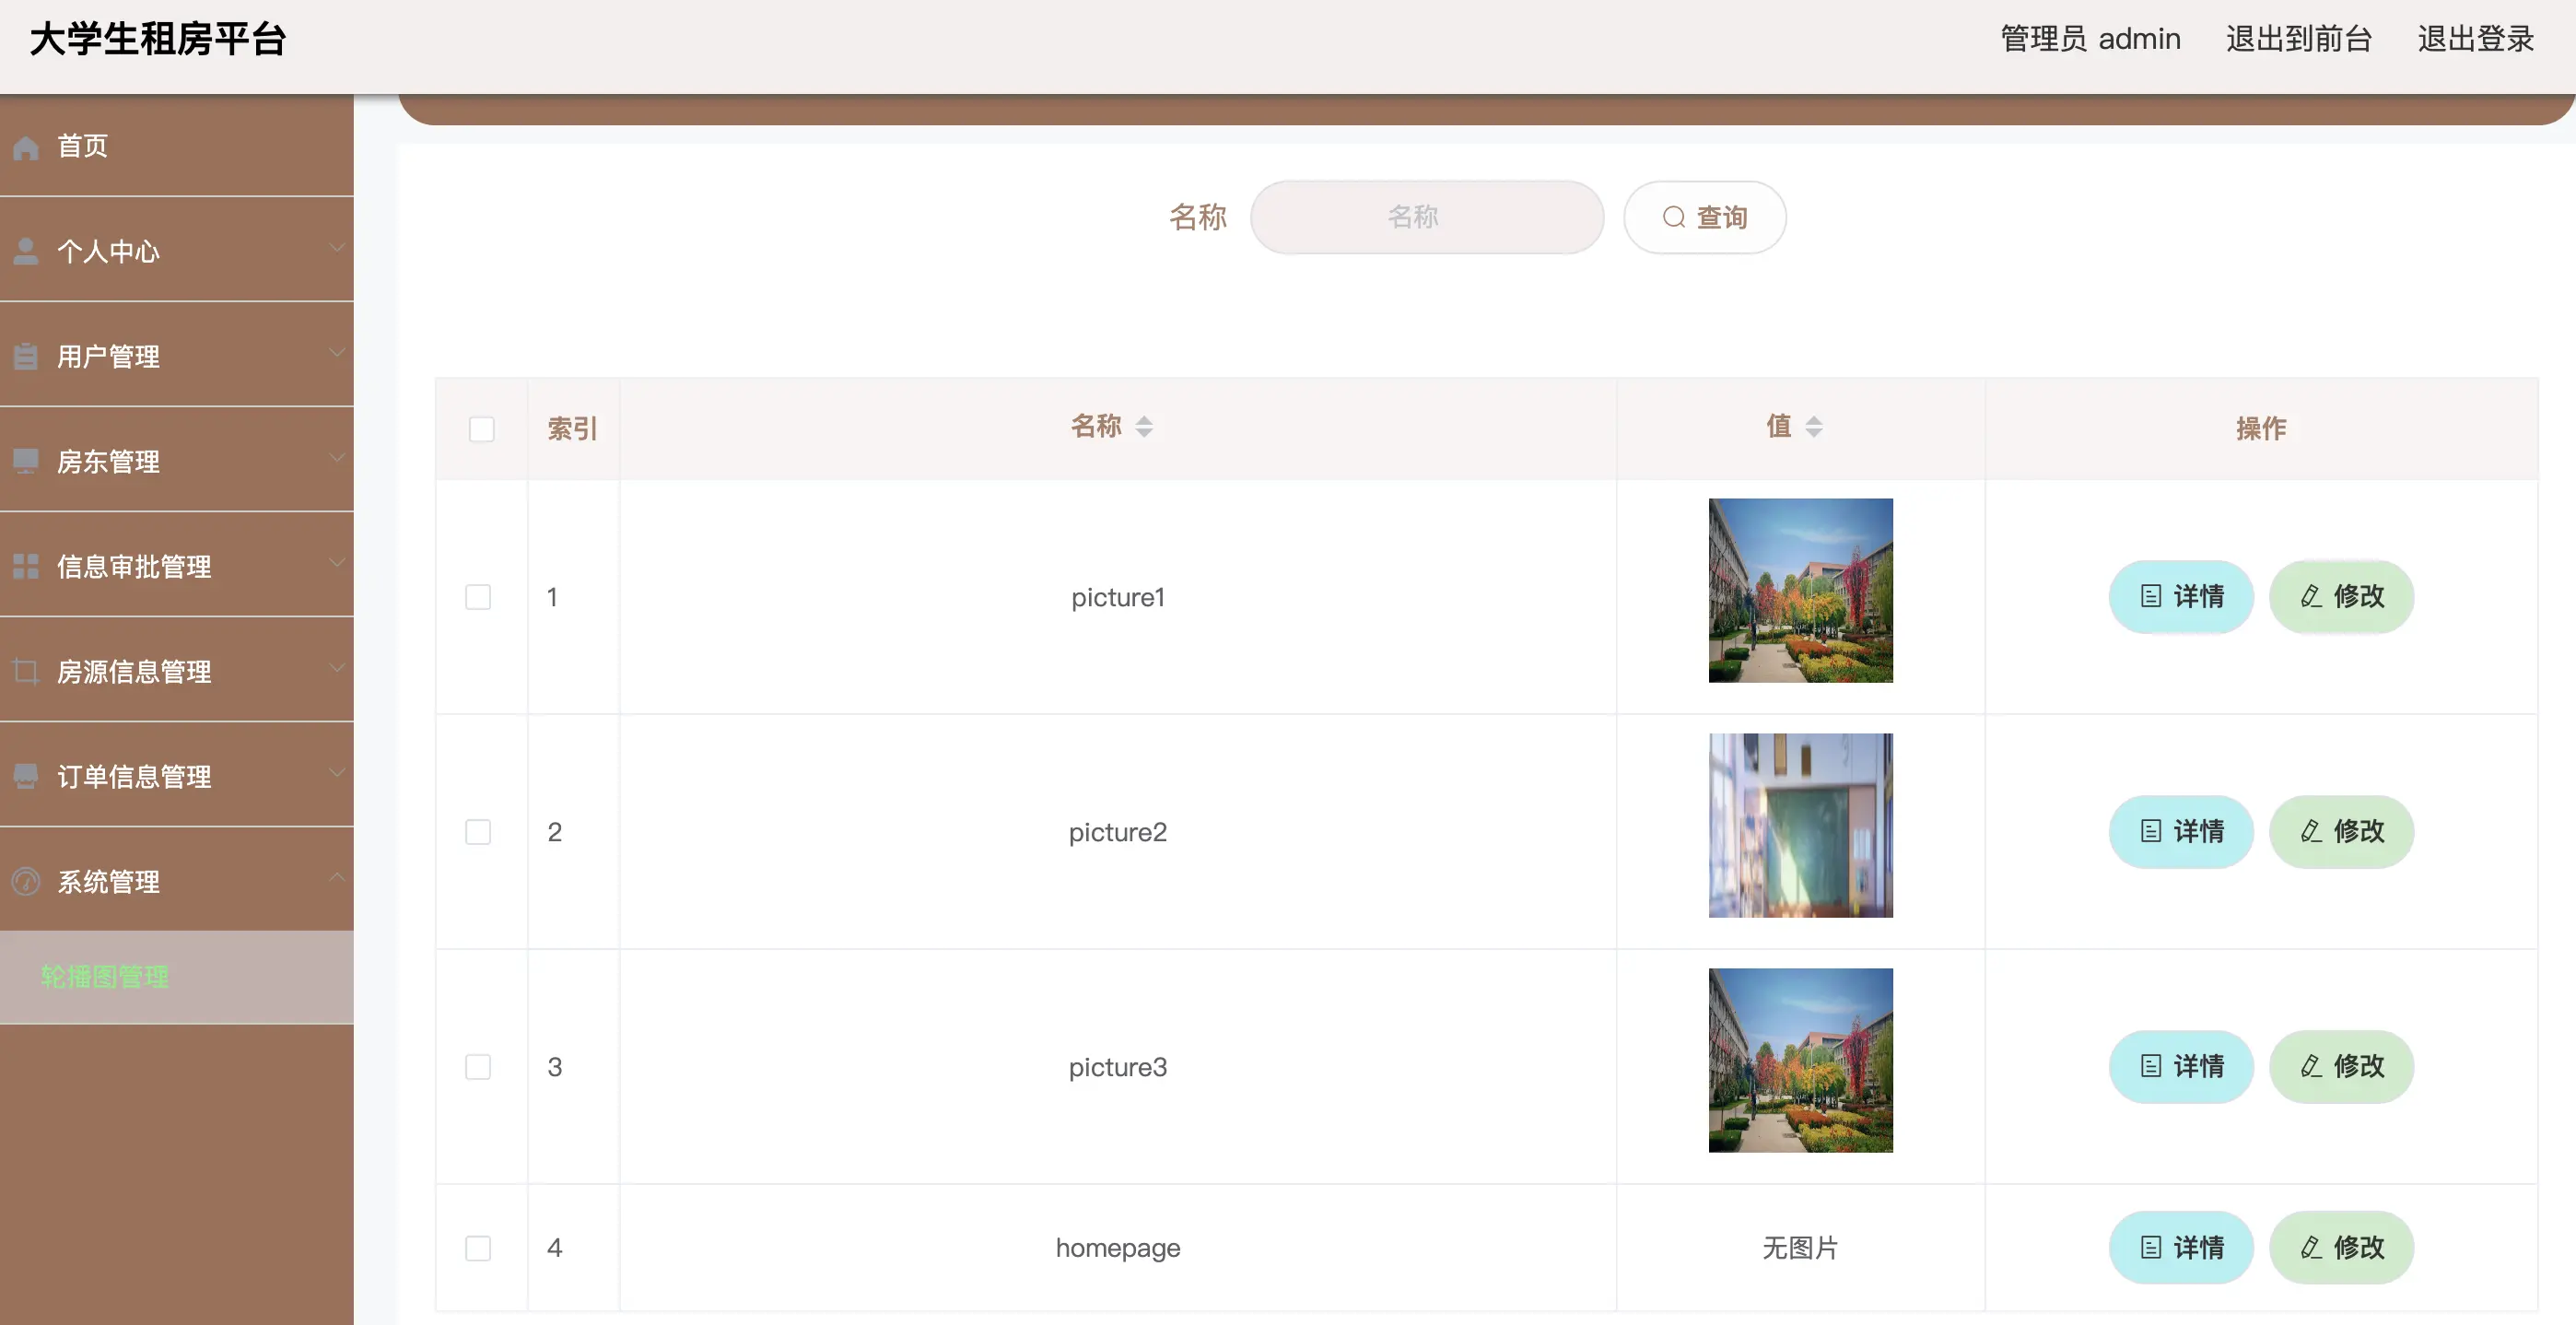 大学生租房平台
管理员 admin 退出到前台 退出登录
首页
个人中心
用户管理
房东管理
信息审批管理
房源信息管理
订单信息管理
系统管理
轮播图管理
名称 名称 查询
索引 名称 值 操作
1 picture1 详情 修改
2 picture2 详情 修改
3 picture3 详情 修改
4 homepage 无图片 详情 修改